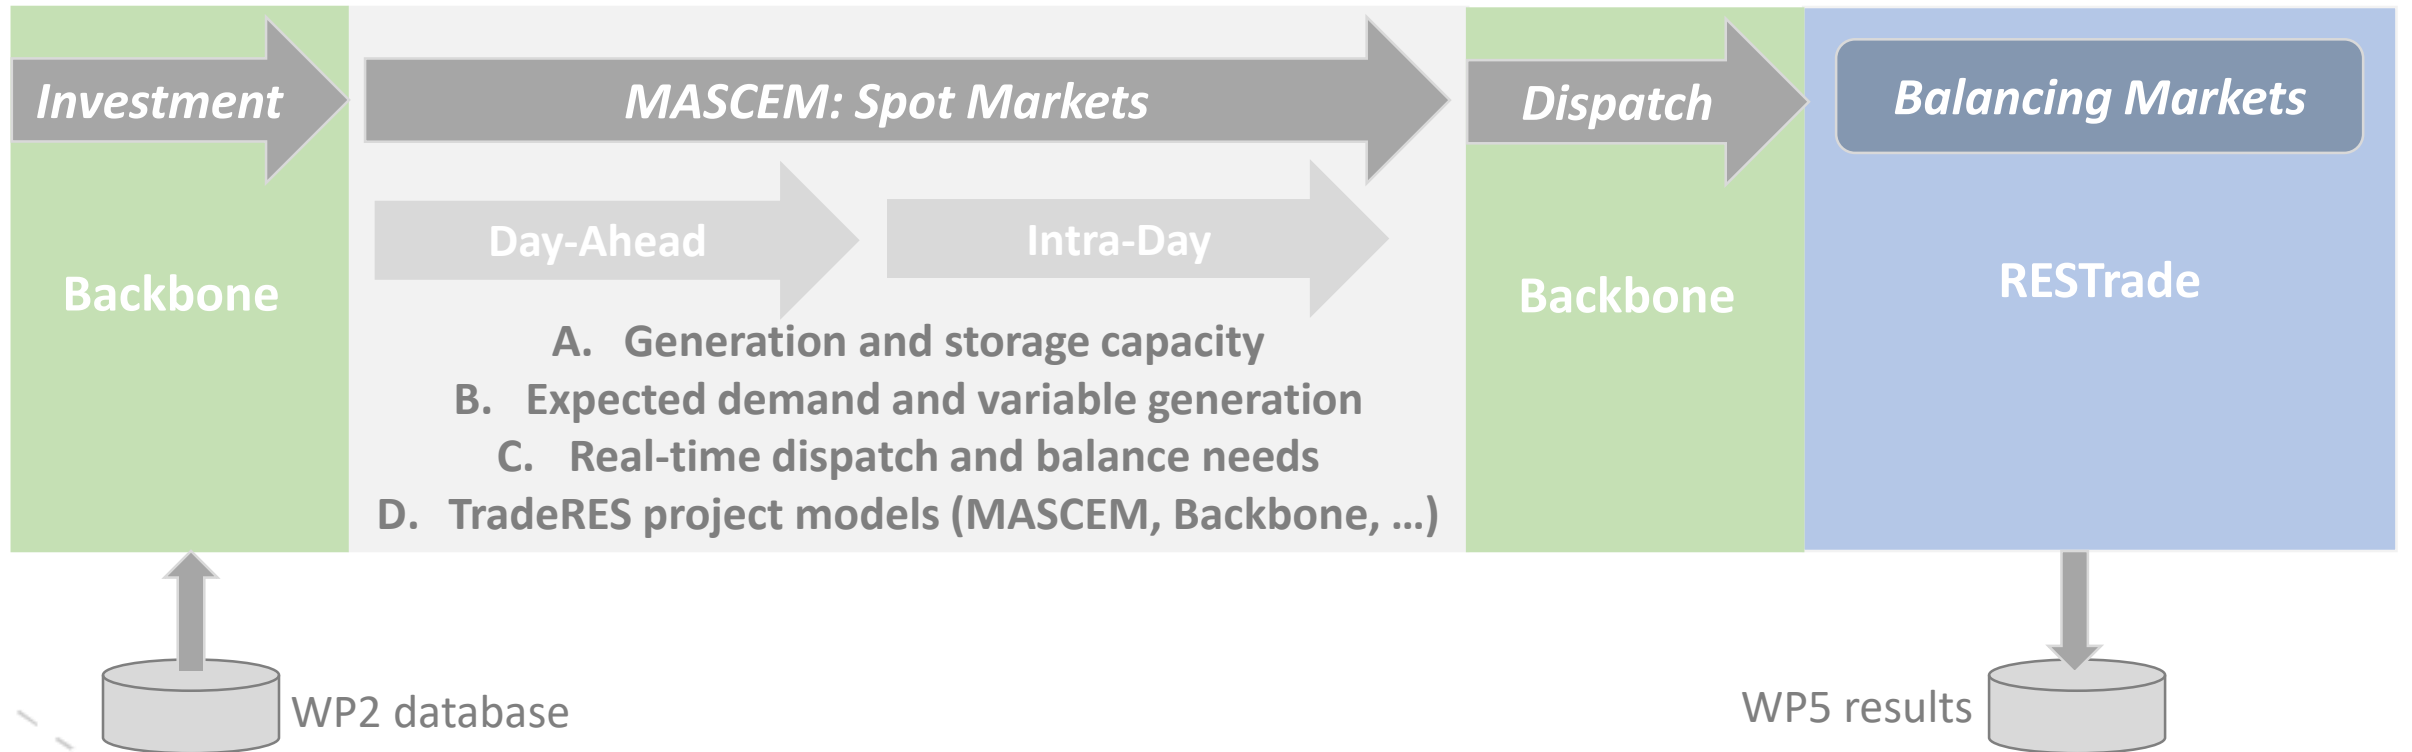 Investment
MASCEM: Spot Markets
Dispatch
Balancing Markets
Day-Ahead
Intra-Day
Backbone
Backbone
RESTrade
A. Generation and storage capacity
B. Expected demand and variable generation
C. Real-time dispatch and balance needs
D. TradeRES project models (MASCEM, Backbone, ...)
WP2 database
WP5 results